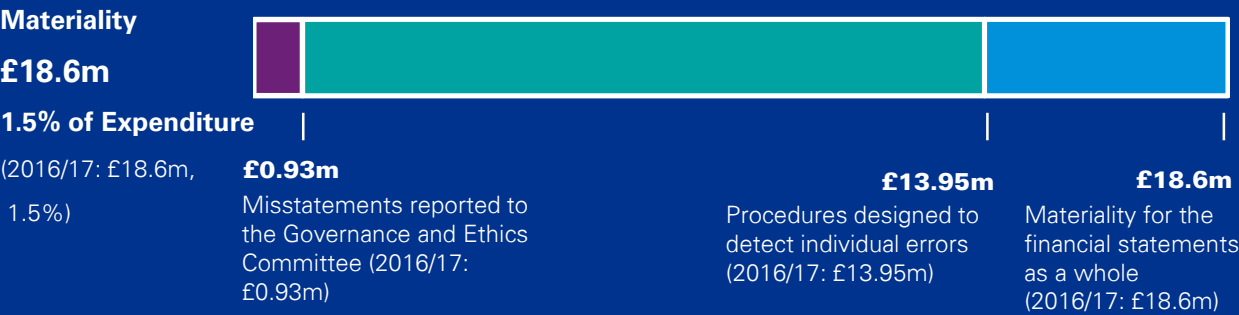 Materiality
£18.6m
1.5% of Expenditure
(2016/17: £18.6m,
1.5%)
£0.93m
Misstatements reported to
the Governance and Ethics
Committee (2016/17:
£0.93m)
£13.95m
Procedures designed to
detect individual errors
(2016/17: £13.95m)
£18.6m
Materiality for the
financial statements
as a whole
(2016/17: £18.6m)